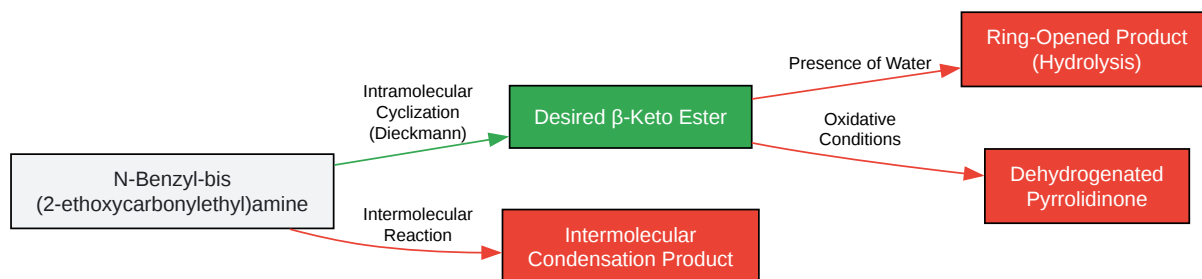 N-Benzyl-bis
(2-ethoxycarbonylethyl)amine
Intramolecular
Cyclization
(Dieckmann)
Desired β-Keto Ester
Intermolecular
Reaction
Intermolecular
Condensation Product
Presence of Water
Ring-Opened Product
(Hydrolysis)
Oxidative
Conditions
Dehydrogenated
Pyrrolidinone